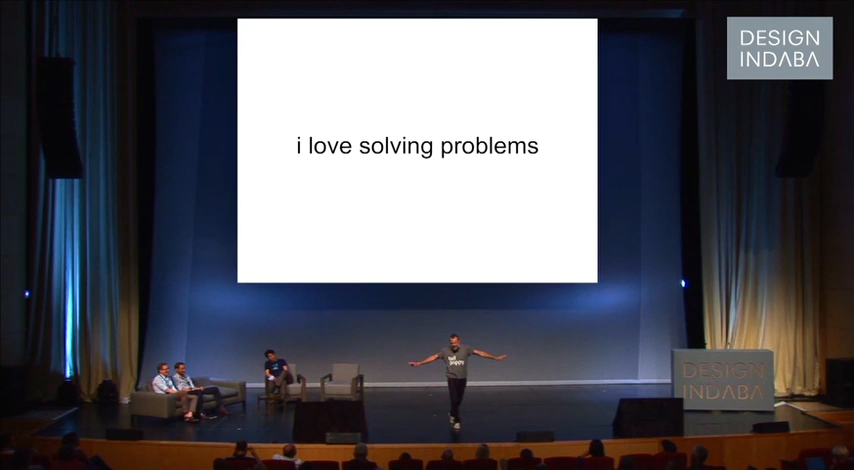 DESIGN
INDABA
i love solving problems
DESIGN
INDABA